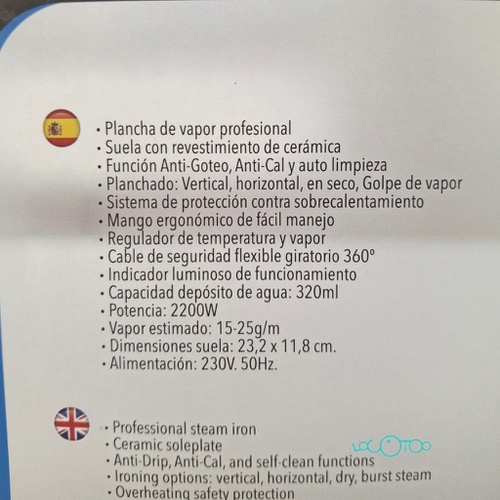 • Plancha de vapor profesional
• Suela con revestimiento de cerámica
• Función Anti-Goteo, Anti-Cal y auto limpieza
• Planchado: Vertical, horizontal, en seco, Golpe de vapor
• Sistema de protección contra sobrecalentamiento
• Mango ergonómico de fácil manejo
• Regulador de temperatura y vapor
• Cable de seguridad flexible giratorio 360º
• Indicador luminoso de funcionamiento
• Capacidad depósito de agua: 320ml
• Potencia: 2200W
• Vapor estimado: 15-25g/m
• Dimensiones suela: 23,2 x 11,8 cm.
• Alimentación: 230V. 50Hz.
• Professional steam iron
• Ceramic soleplate
LOCOTOO
• Anti-Drip, Anti-Cal, and self-clean functions
• Ironing options: vertical, horizontal, dry, burst steam
• Overheating safety protection